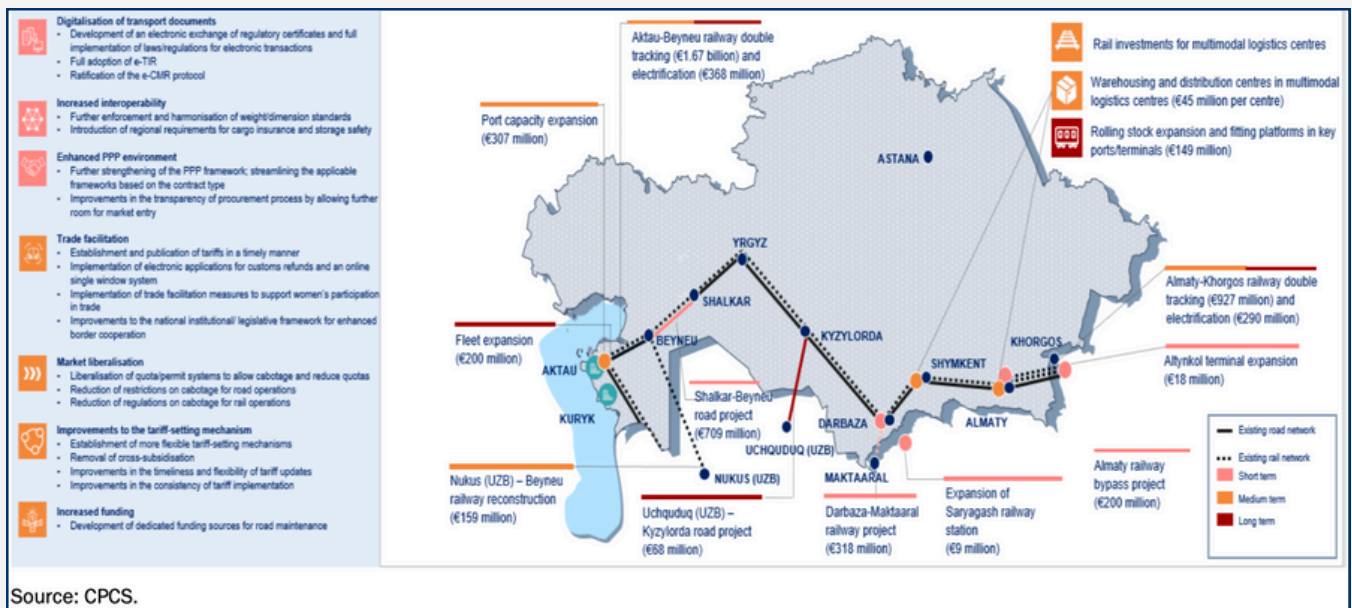 Digitalisation of transport documents
• Development of an electronic exchange of regulatory certificates and full
implementation of laws/regulations for electronic transactions
• Full adoption of e-TIR
• Ratification of the e-CMR protocol
Increased interoperability
• Further enforcement and harmonisation of weight/dimension standards
• Introduction of regional requirements for cargo insurance and storage safety
Enhanced PPP environment
• Further strengthening of the PPP framework; streamlining the applicable
frameworks based on the contract type
• Improvements in the transparency of procurement process by allowing further
room for market entry
Trade facilitation
• Establishment and publication of tariffs in a timely manner
• Implementation of electronic applications for customs refunds and an online
single window system
• Implementation of trade facilitation measures to support women's participation
in trade
• Improvements to the national institutional/ legislative framework for enhanced
border cooperation
Market liberalisation
• Liberalisation of quota/permit systems to allow cabotage and reduce quotas
• Reduction of restrictions on cabotage for road operations
• Reduction of regulations on cabotage for rail operations
Improvements to the tariff-setting mechanism
• Establishment of more flexible tariff-setting mechanisms
• Removal of cross-subsidisation
• Improvements in the timeliness and flexibility of tariff updates
• Improvements in the consistency of tariff implementation
Increased funding
• Development of dedicated funding sources for road maintenance
Aktau-Beyneu railway double
tracking (€1.67 billion) and
electrification (€368 million)
Port capacity expansion
(€307 million)
Rail investments for multimodal logistics centres
Warehousing and distribution centres in multimodal
logistics centres (€45 million per centre)
Rolling stock expansion and fitting platforms in key
ports/terminals (€149 million)
ASTANA
YRGYZ
SHALKAR
Almaty-Khorgos railway double
tracking (€927 million) and
electrification (€290 million)
Fleet expansion
(€200 million)
BEYNEU
KYZYLORDA
KHORGOS
SHYMKENT
AKTAU
Altynkol terminal expansion
(€18 million)
KURYK
Shalkar-Beyneu
road project
(€709 million)
DARBAZA
ALMATY
UCHQUDUQ (UZB)
Existing road network
Existing rail network
Short term
Medium term
Long term
Nukus (UZB) – Beyneu
railway reconstruction
(€159 million)
NUKUS (UZB)
MAKTAARAL
Almaty railway
bypass project
(€200 million)
Uchquduq (UZB) –
Kyzylorda road project
(€68 million)
Darbaza-Maktaaral
railway project
(€318 million)
Expansion of
Saryagash railway
station
(€9 million)
Source: CPCS.